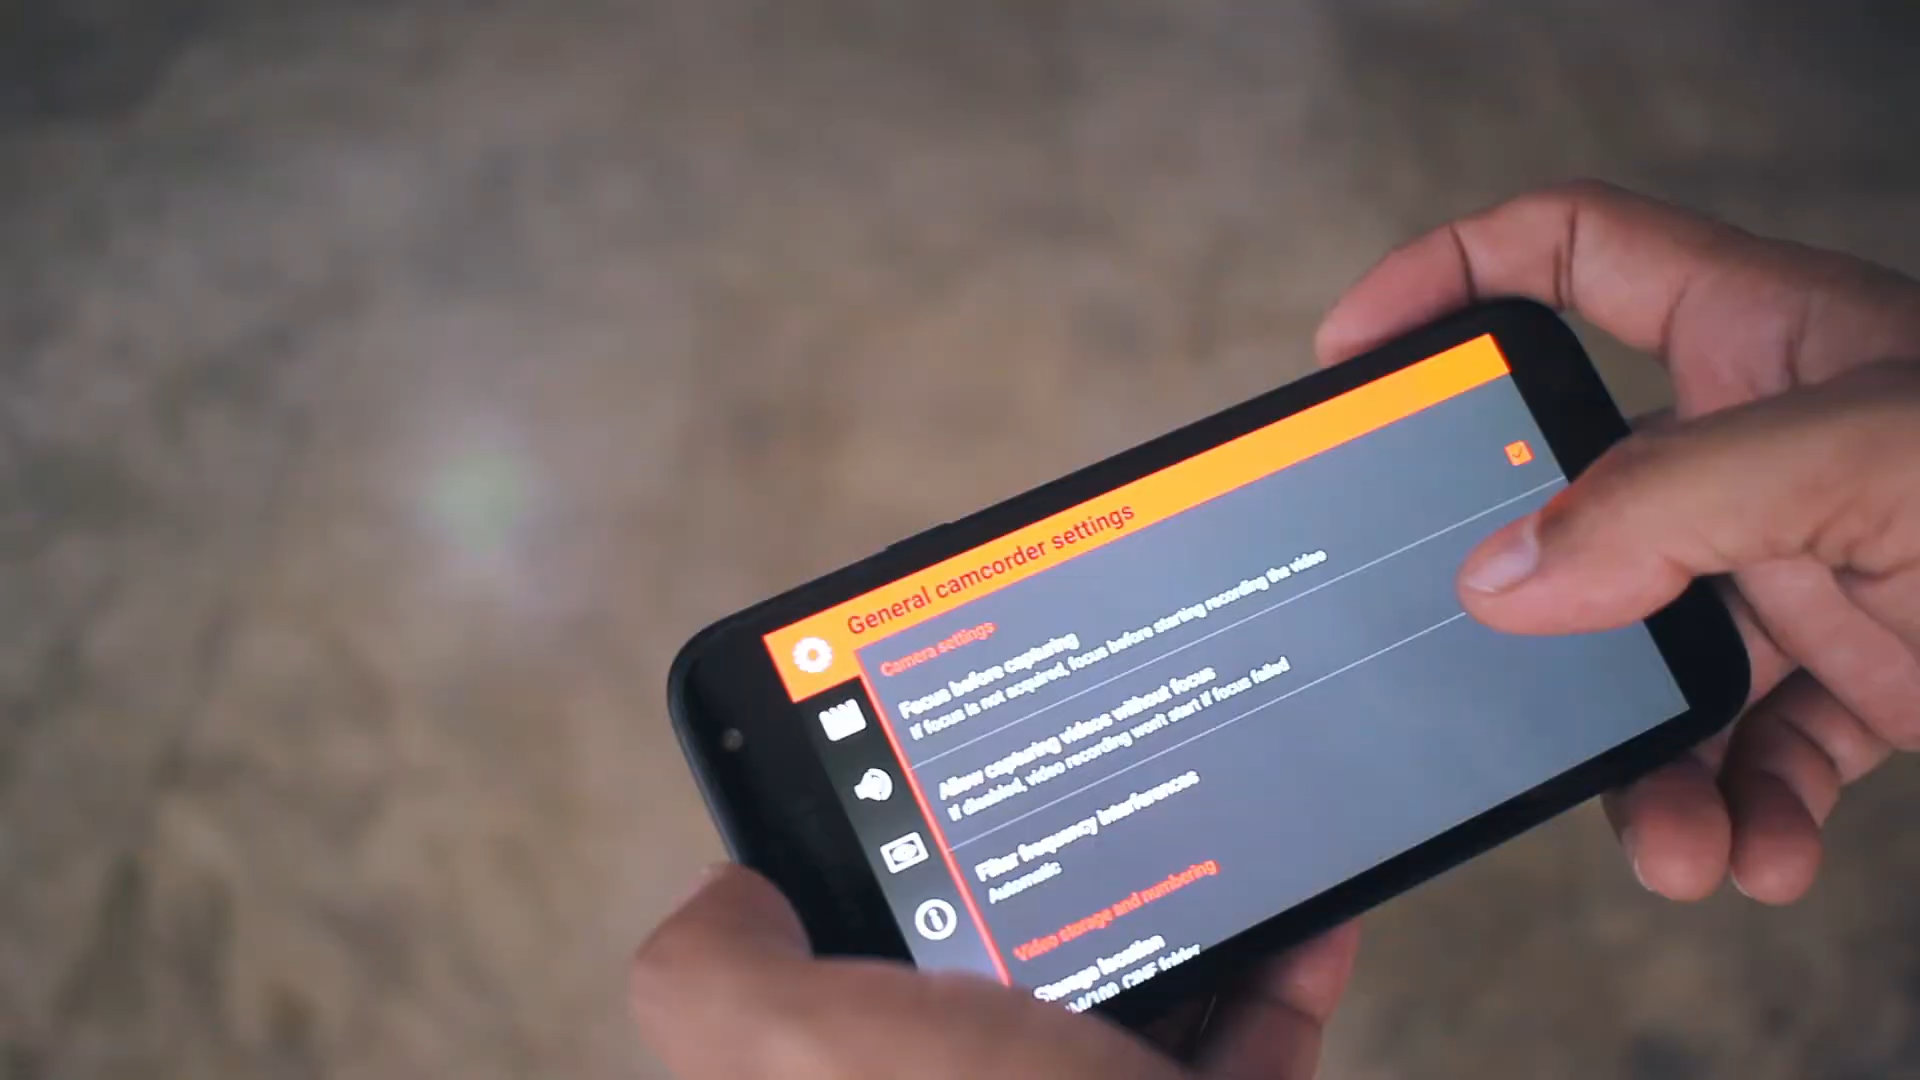 General camcorder settings
Camera settings
Focus before capturing
If focus is not acquired, focus before starting recording the video
Allow capturing videos without focus
If disabled, video recording won't start if focus failed
Filter frequency interferences
Automatic
Video storage and numbering
Storage location
/100_CINE folder